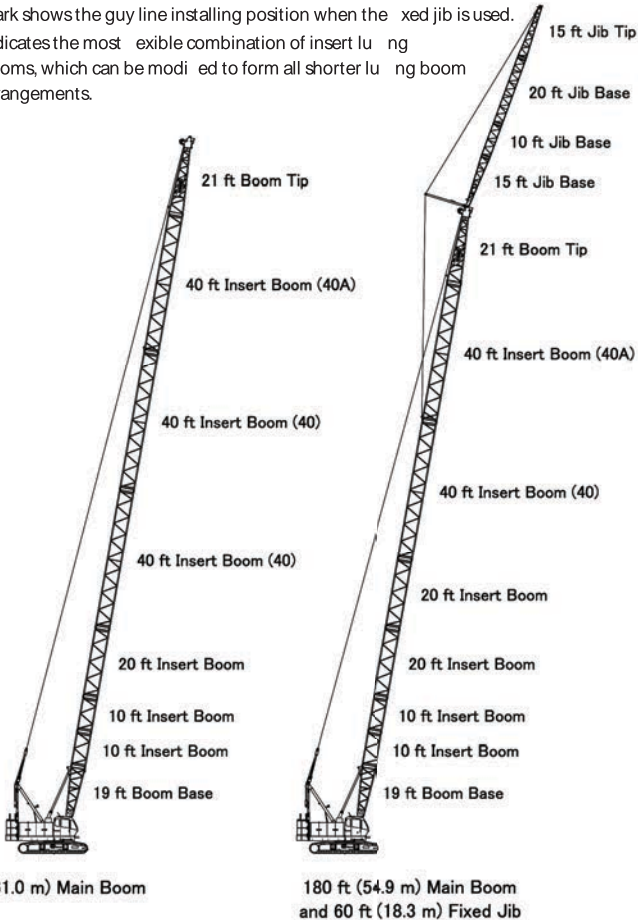 ark shows the guy line installing position when the xed jib is used.
dicates the most exible combination of insert lu ng
ooms, which can be modi ed to form all shorter lu ng boom
angements.
21 ft Boom Tip
40 ft Insert Boom (40A)
40 ft Insert Boom (40)
40 ft Insert Boom (40)
20 ft Insert Boom
10 ft Insert Boom
10 ft Insert Boom
19 ft Boom Base
61.0 m) Main Boom
15 ft Jib Tip
20 ft Jib Base
10 ft Jib Base
15 ft Jib Base
21 ft Boom Tip
40 ft Insert Boom (40A)
40 ft Insert Boom (40)
20 ft Insert Boom
20 ft Insert Boom
10 ft Insert Boom
10 ft Insert Boom
19 ft Boom Base
180 ft (54.9 m) Main Boom
and 60 ft (18.3 m) Fixed Jib